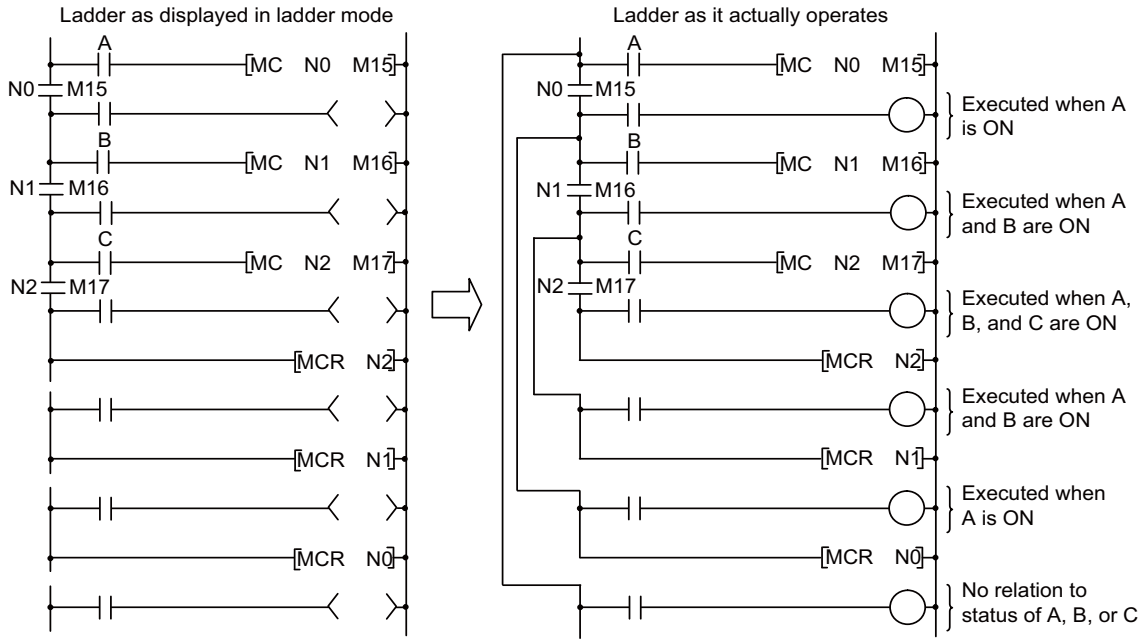 Ladder as displayed in ladder mode
A
MC N0 M15
N0 M15
B
MC N1 M16
N1 M16
C
MC N2 M17
N2 M17
MCR N2
MCR N1
MCR N0
Ladder as it actually operates
A
MC N0 M15
N0 M15
Executed when A
is ON
B
MC N1 M16
N1 M16
Executed when A
and B are ON
C
MC N2 M17
N2 M17
Executed when A,
B, and C are ON
MCR N2
Executed when A
and B are ON
MCR N1
Executed when
A is ON
MCR N0
No relation to
status of A, B, or C